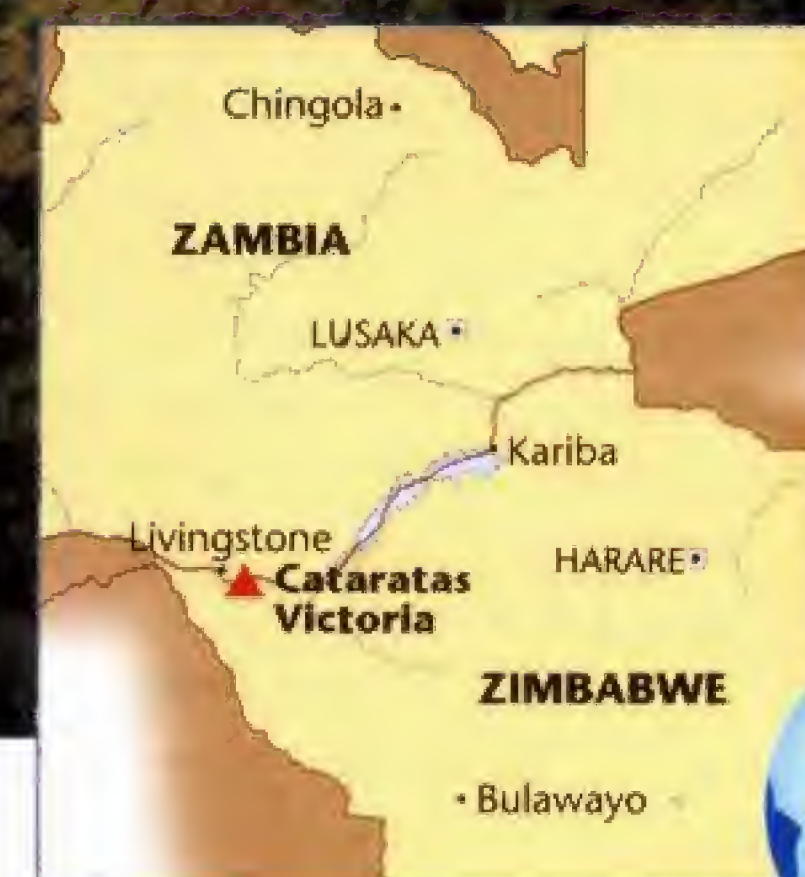 Chingola
ZAMBIA
LUSAKA
Kariba
Livingstone
HARARE
Cataratas
Victoria
ZIMBABWE
Bulawayo